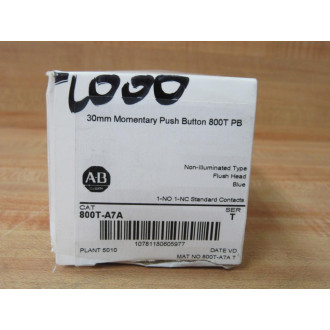 LOGO
30mm Momentary Push Button 800T PB
Non-Illuminated Type
Flush Head
Blue
A-B
1-NO 1-NC Standard Contacts
CAT SER
800T-A7A T
10781180605977
PLANT 5010 DATE VD
MAT NO 800T-A7A T